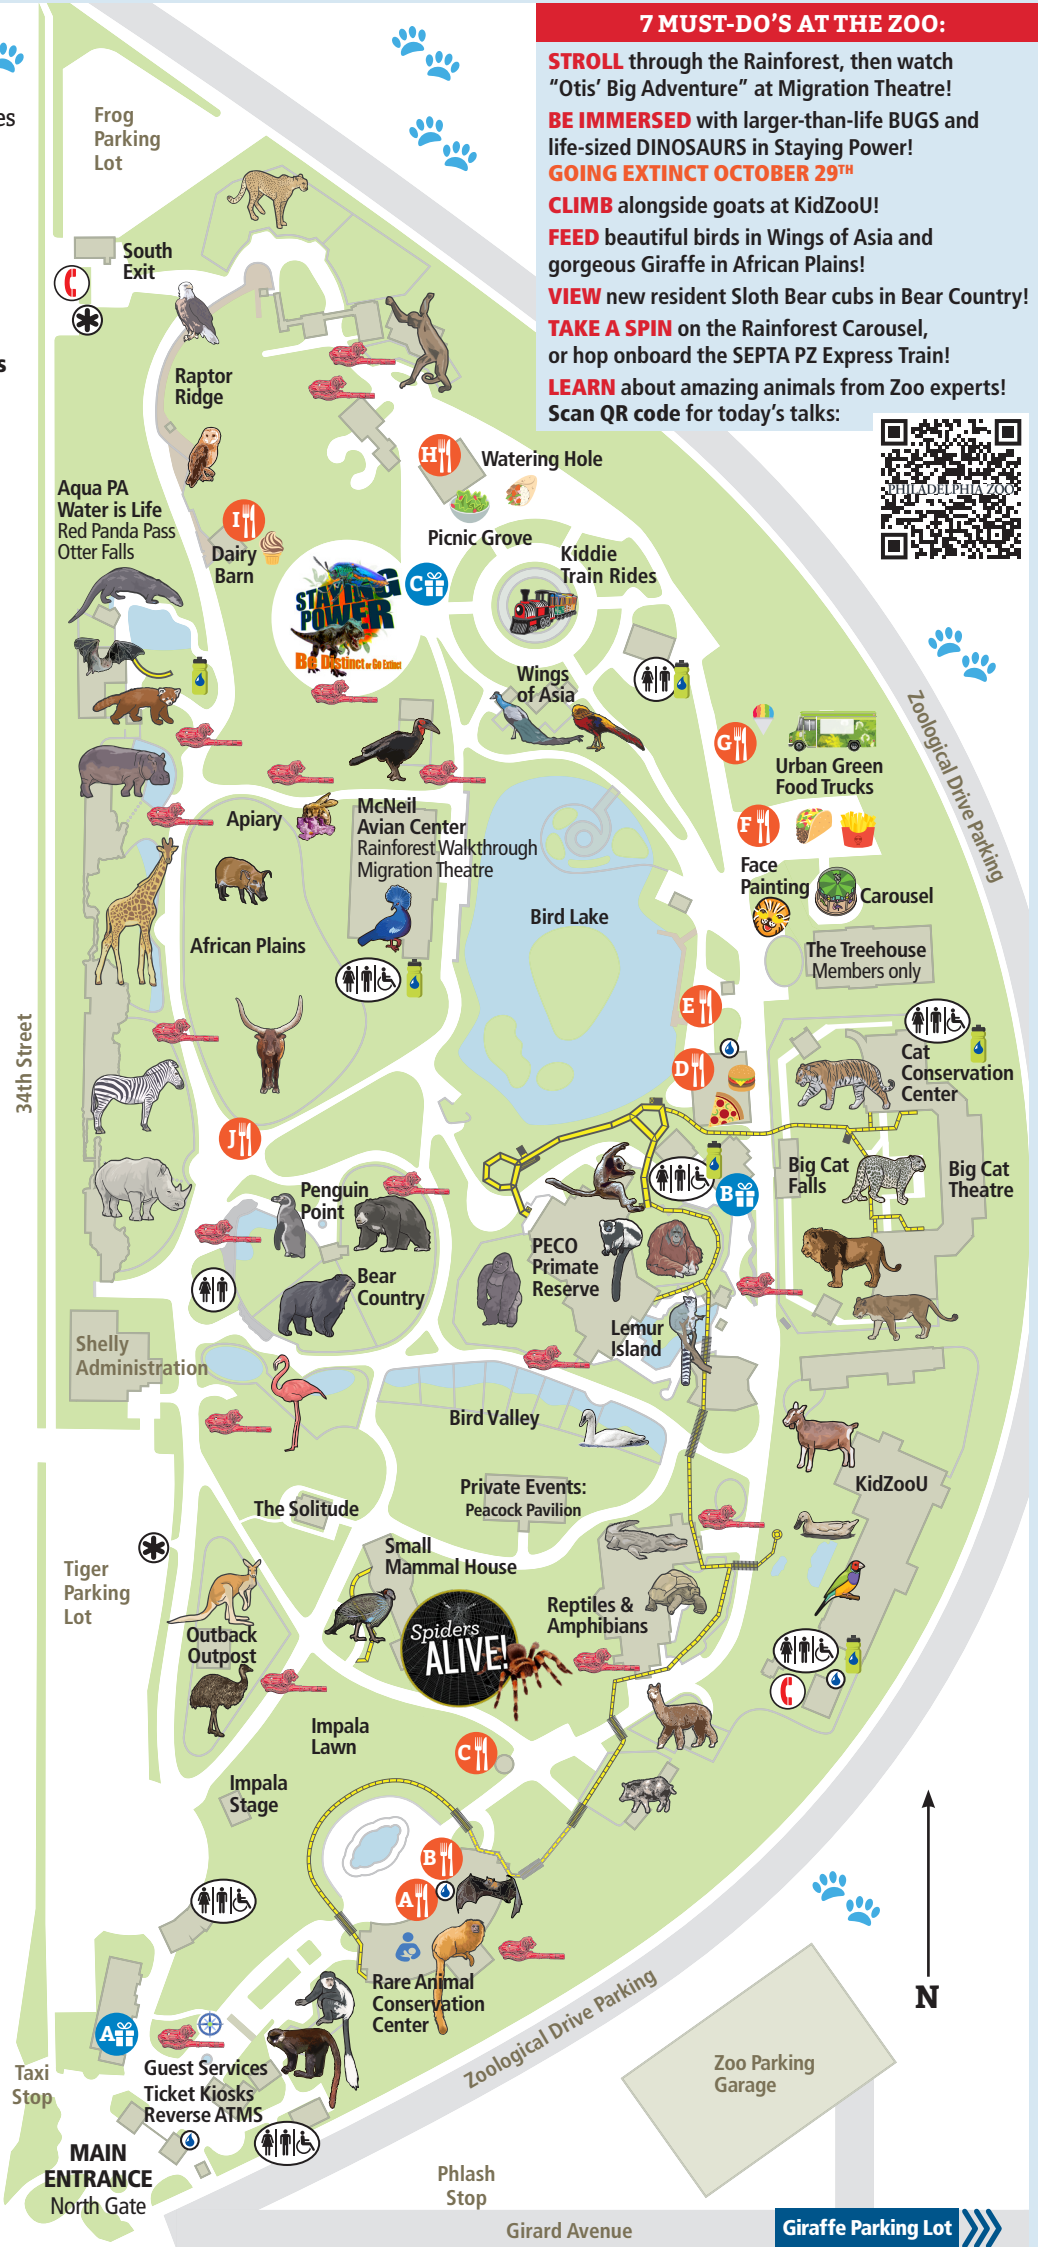 7 MUST-DO'S AT THE ZOO:
STROLL through the Rainforest, then watch
“Otis’ Big Adventure” at Migration Theatre!
BE IMMERSED with larger-than-life BUGS and
life-sized DINOSAURS in Staying Power!
GOING EXTINCT OCTOBER 29TH
CLIMB alongside goats at KidZooU!
FEED beautiful birds in Wings of Asia and
gorgeous Giraffe in African Plains!
VIEW new resident Sloth Bear cubs in Bear Country!
TAKE A SPIN on the Rainforest Carousel,
or hop onboard the SEPTA PZ Express Train!
LEARN about amazing animals from Zoo experts!
Scan QR code for today’s talks:
PHILADELPHIA ZOO
es
s
Frog
Parking
Lot
South
Exit
Raptor
Ridge
H
Watering Hole
Aqua PA
Water is Life
Red Panda Pass
Otter Falls
I
Dairy
Barn
Picnic Grove
Kiddie
Train Rides
STAYING
POWER
Be Distinct or Go Extinct
C
Wings
of Asia
G
Urban Green
Food Trucks
Zoological Drive Parking
F
Face
Painting
Carousel
Apiary
McNeil
Avian Center
Rainforest Walkthrough
Migration Theatre
African Plains
Bird Lake
The Treehouse
Members only
E
D
Cat
Conservation
Center
34th Street
J
Big Cat
Falls
Big Cat
Theatre
B
Penguin
Point
Bear
Country
PECO
Primate
Reserve
Lemur
Island
Shelly
Administration
Bird Valley
KidZooU
Private Events:
Peacock Pavilion
The Solitude
Small
Mammal House
Tiger
Parking
Lot
Reptiles &
Amphibians
Spiders
ALIVE!
Outback
Outpost
Impala
Lawn
C
Impala
Stage
B
A
Rare Animal
Conservation
Center
N
A
Guest Services
Ticket Kiosks
Reverse ATMS
Taxi
Stop
MAIN
ENTRANCE
North Gate
Zoological Drive Parking
Zoo Parking
Garage
Phlash
Stop
Girard Avenue
Giraffe Parking Lot